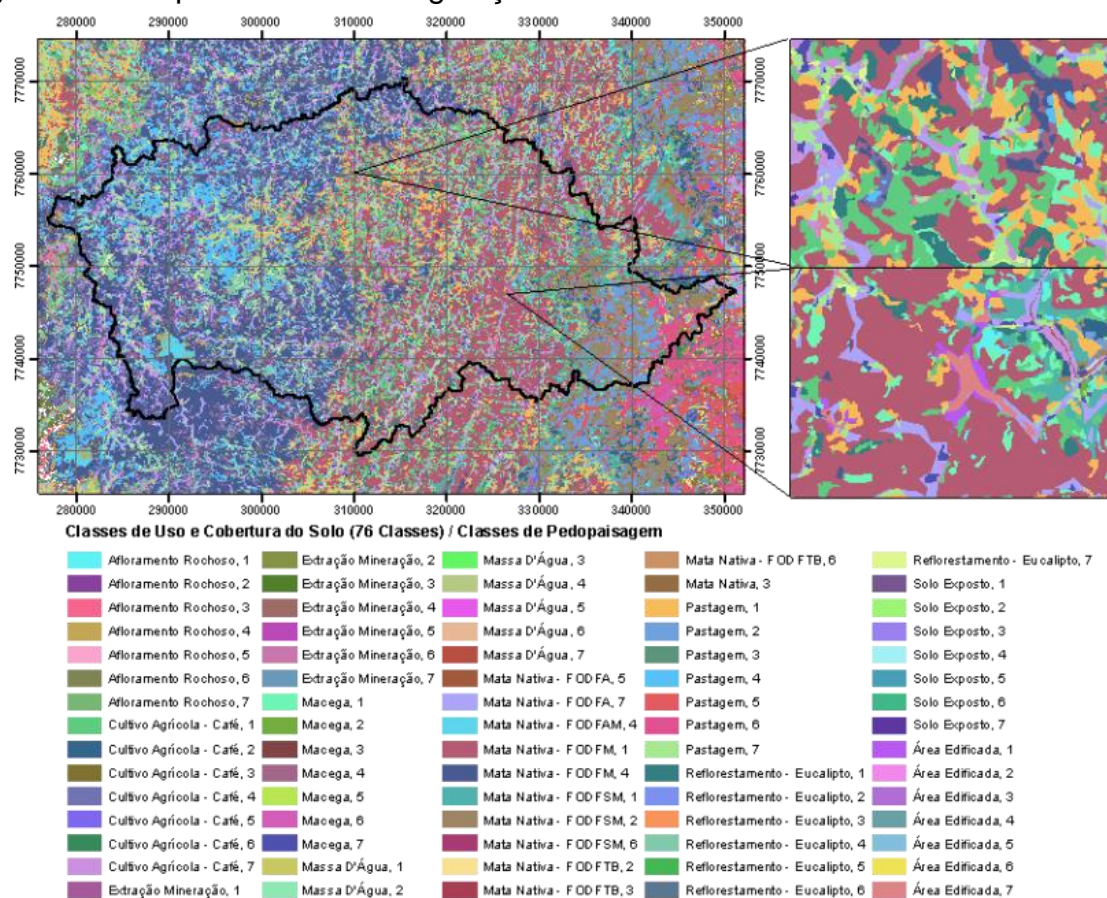 280000 290000 300000 310000 320000 330000 340000 350000
7770000 7770000
7760000 7760000
7750000 7750000
7740000 7740000
7730000 7730000
280000 290000 300000 310000 320000 330000 340000 350000
Classes de Uso e Cobertura do Solo (76 Classes) / Classes de Pedopaisagem
Afloramento Rochoso, 1
Afloramento Rochoso, 2
Afloramento Rochoso, 3
Afloramento Rochoso, 4
Afloramento Rochoso, 5
Afloramento Rochoso, 6
Afloramento Rochoso, 7
Cultivo Agrícola - Café, 1
Cultivo Agrícola - Café, 2
Cultivo Agrícola - Café, 3
Cultivo Agrícola - Café, 4
Cultivo Agrícola - Café, 5
Cultivo Agrícola - Café, 6
Cultivo Agrícola - Café, 7
Extração Mineração, 1
Extração Mineração, 2
Extração Mineração, 3
Extração Mineração, 4
Extração Mineração, 5
Extração Mineração, 6
Extração Mineração, 7
Macega, 1
Macega, 2
Macega, 3
Macega, 4
Macega, 5
Macega, 6
Macega, 7
Massa D'Água, 1
Massa D'Água, 2
Massa D'Água, 3
Massa D'Água, 4
Massa D'Água, 5
Massa D'Água, 6
Massa D'Água, 7
Mata Nativa - FODFA, 5
Mata Nativa - FODFA, 7
Mata Nativa - FODFAM, 4
Mata Nativa - FODFM, 1
Mata Nativa - FODFM, 4
Mata Nativa - FODFSM, 1
Mata Nativa - FODFSM, 2
Mata Nativa - FODFSM, 6
Mata Nativa - FODFTB, 2
Mata Nativa - FODFTB, 3
Mata Nativa - FODFTB, 6
Mata Nativa, 3
Pastagem, 1
Pastagem, 2
Pastagem, 3
Pastagem, 4
Pastagem, 5
Pastagem, 6
Pastagem, 7
Reflorestamento - Eucalipto, 1
Reflorestamento - Eucalipto, 2
Reflorestamento - Eucalipto, 3
Reflorestamento - Eucalipto, 4
Reflorestamento - Eucalipto, 5
Reflorestamento - Eucalipto, 6
Reflorestamento - Eucalipto, 7
Solo Exposto, 1
Solo Exposto, 2
Solo Exposto, 3
Solo Exposto, 4
Solo Exposto, 5
Solo Exposto, 6
Solo Exposto, 7
Área Edificada, 1
Área Edificada, 2
Área Edificada, 3
Área Edificada, 4
Área Edificada, 5
Área Edificada, 6
Área Edificada, 7